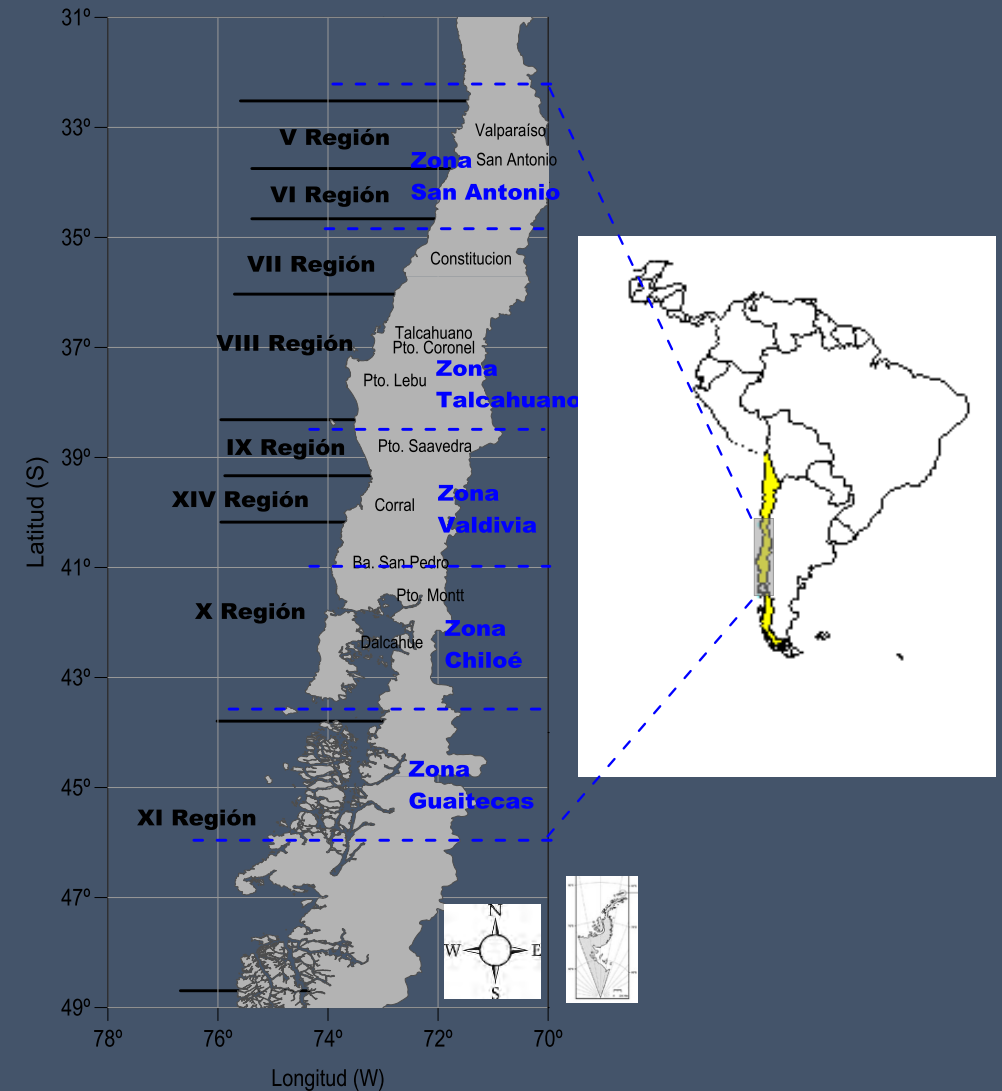 31º
33º
35º
37º
39º
41º
43º
45º
47º
49º
Latitud (S)
V Región
VI Región
VII Región
VIII Región
IX Región
XIV Región
X Región
XI Región
Valparaíso
San Antonio
Constitucion
Talcahuano
Pto. Coronel
Pto. Lebu
Pto. Saavedra
Corral
Ba. San Pedro
Pto. Montt
Dalcahue
Zona
San Antonio
Zona
Talcahuano
Zona
Valdivia
Zona
Chiloé
Zona
Guaitecas
N
W E
S
78º 76º 74º 72º 70º
Longitud (W)